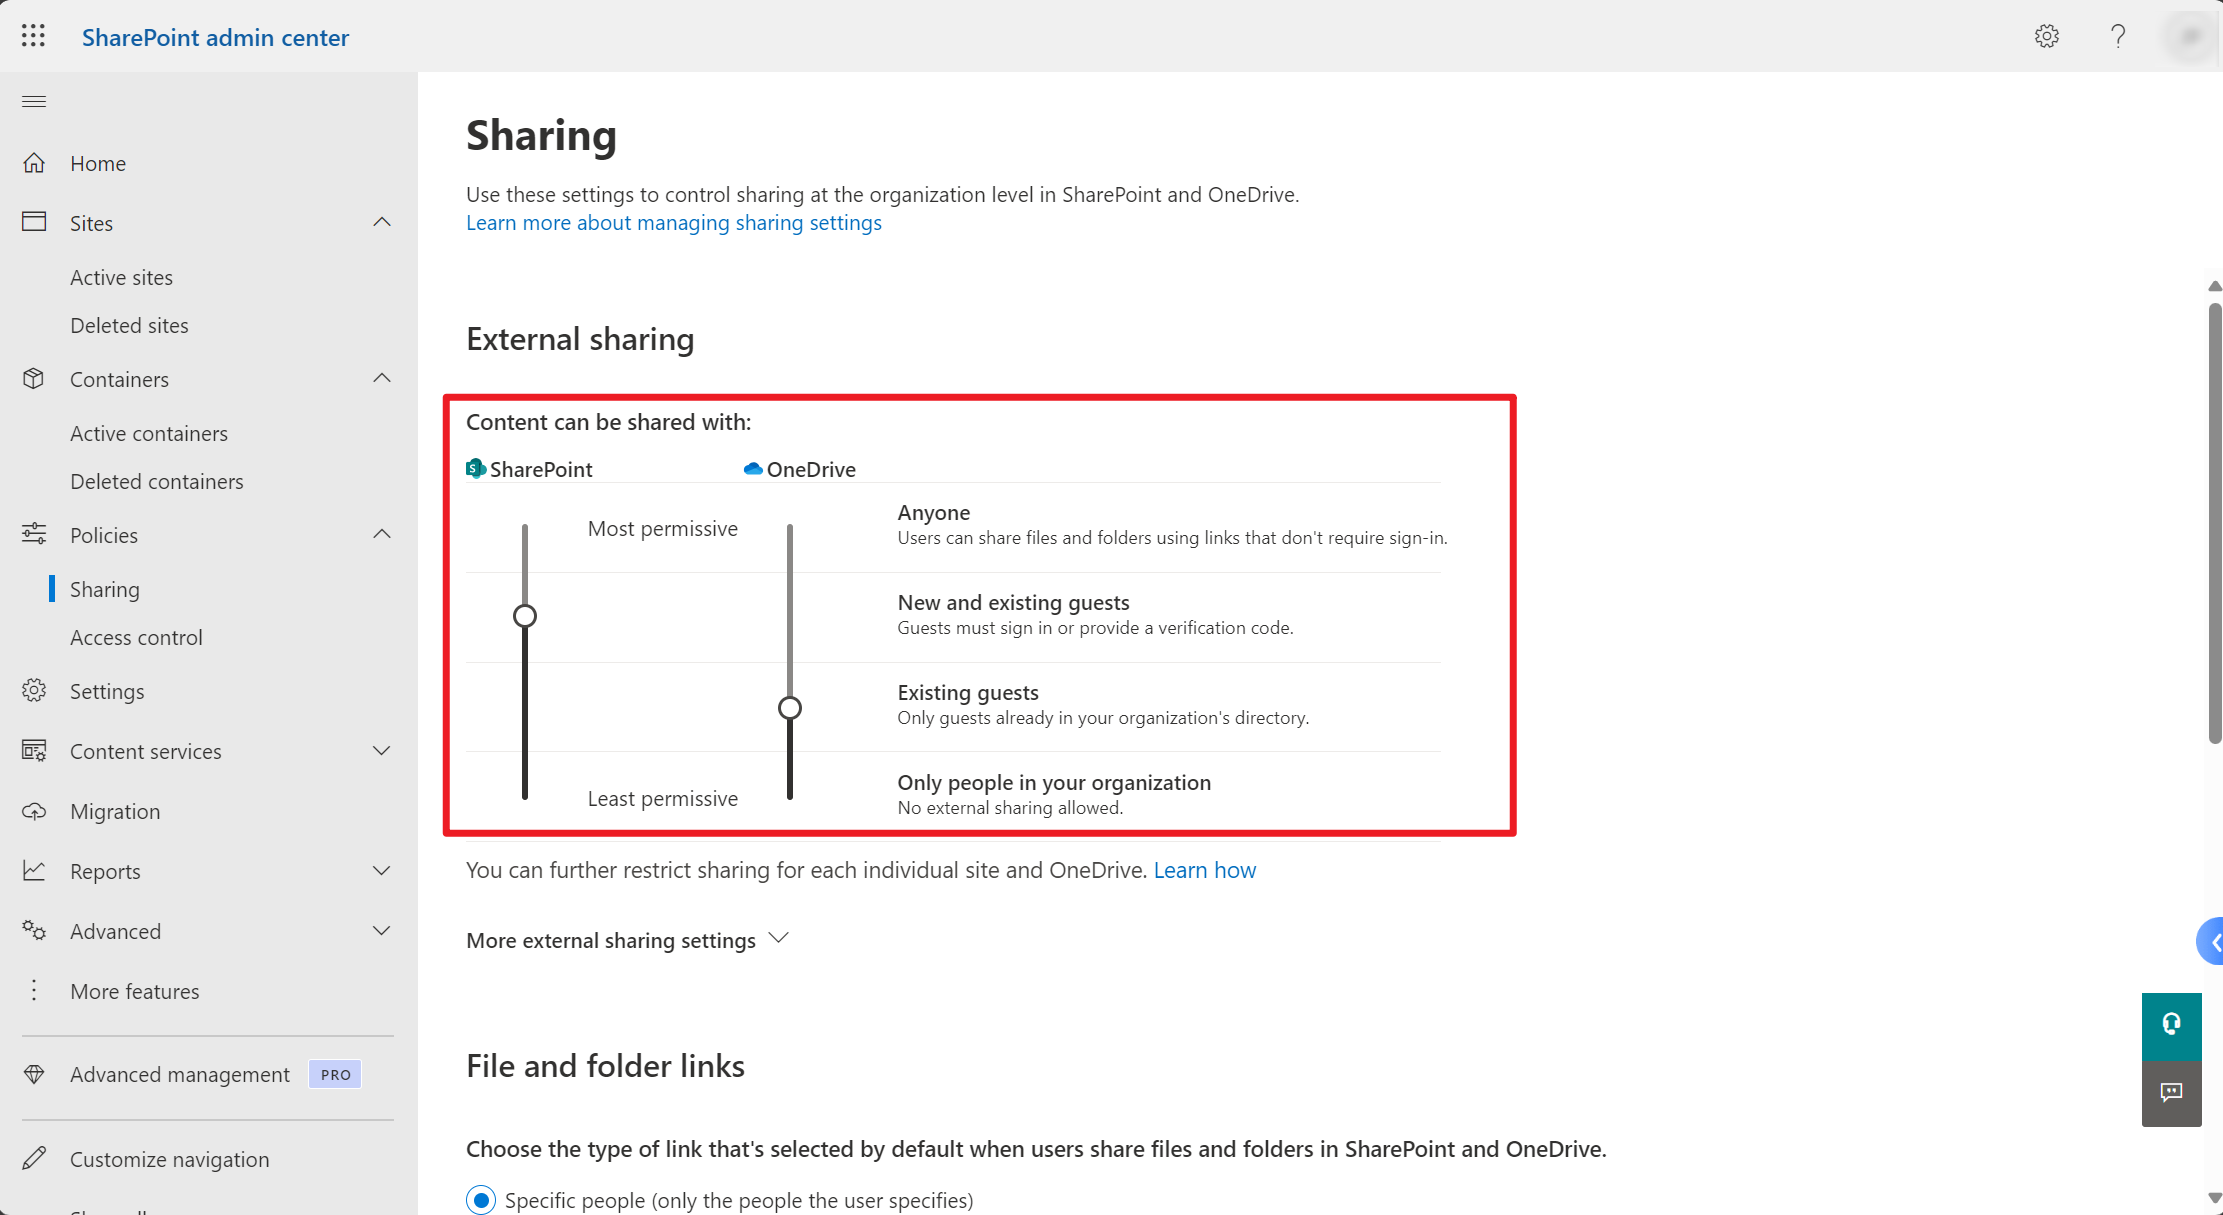 SharePoint admin center
Home
Sites
Active sites
Deleted sites
Containers
Active containers
Deleted containers
Policies
Sharing
Access control
Settings
Content services
Migration
Reports
Advanced
More features
Advanced management PRO
Customize navigation
Sharing
Use these settings to control sharing at the organization level in SharePoint and OneDrive.
Learn more about managing sharing settings
External sharing
Content can be shared with:
SharePoint OneDrive
Most permissive
Anyone
Users can share files and folders using links that don't require sign-in.
New and existing guests
Guests must sign in or provide a verification code.
Existing guests
Only guests already in your organization's directory.
Least permissive
Only people in your organization
No external sharing allowed.
You can further restrict sharing for each individual site and OneDrive. Learn how
More external sharing settings
File and folder links
Choose the type of link that's selected by default when users share files and folders in SharePoint and OneDrive.
Specific people (only the people the user specifies)